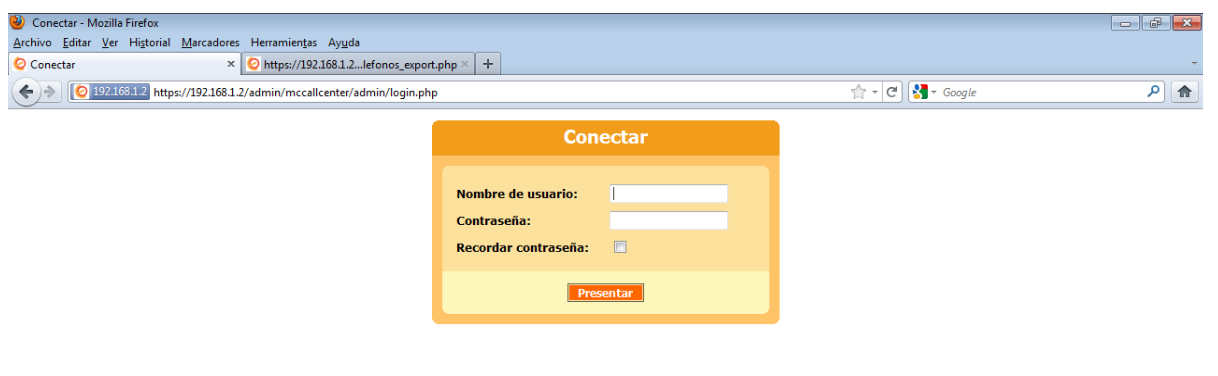 Conectar - Mozilla Firefox
Archivo Editar Ver Historial Marcadores Herramientas Ayuda
Conectar https://192.168.1.2...lefonos_export.php
192.168.1.2 https://192.168.1.2/admin/mccallcenter/admin/login.php Google
Conectar
Nombre de usuario:
Contraseña:
Recordar contraseña:
Presentar